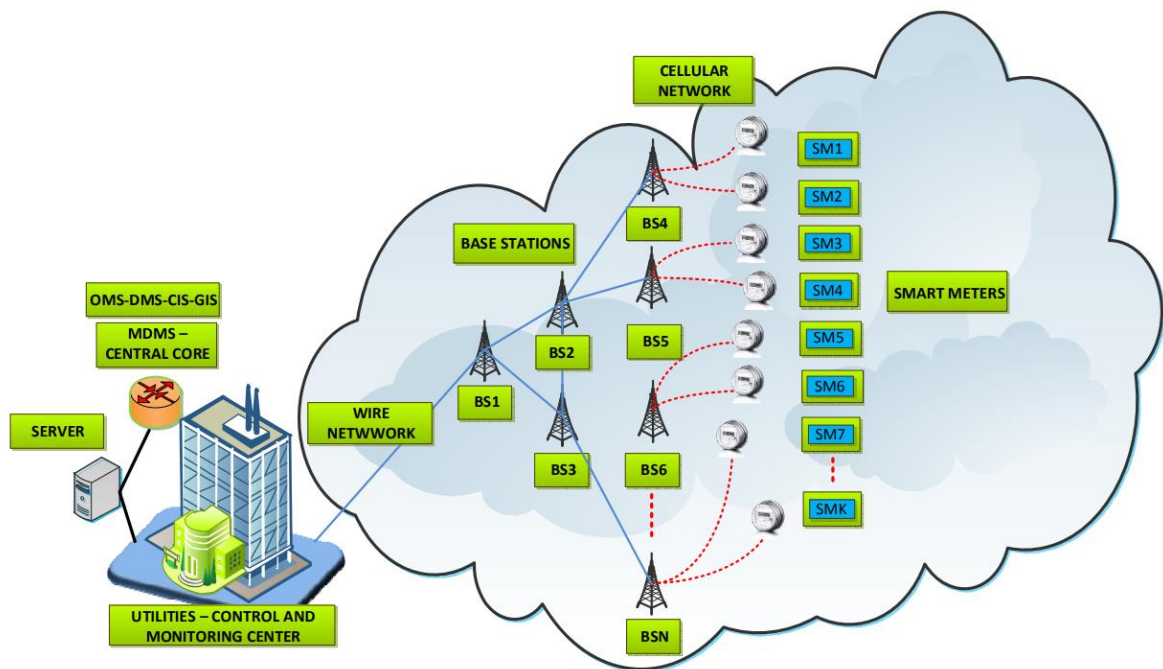 CELLULAR
NETWORK
SM1
SM2
BS4
BASE STATIONS
SM3
OMS-DMS-CIS-GIS
SM4
SMART METERS
MDMS –
CENTRAL CORE
SM5
BS2
BS5
BS1
SM6
WIRE
NETWWORK
SERVER
SM7
BS3
BS6
SMK
UTILITIES – CONTROL AND
MONITORING CENTER
BSN